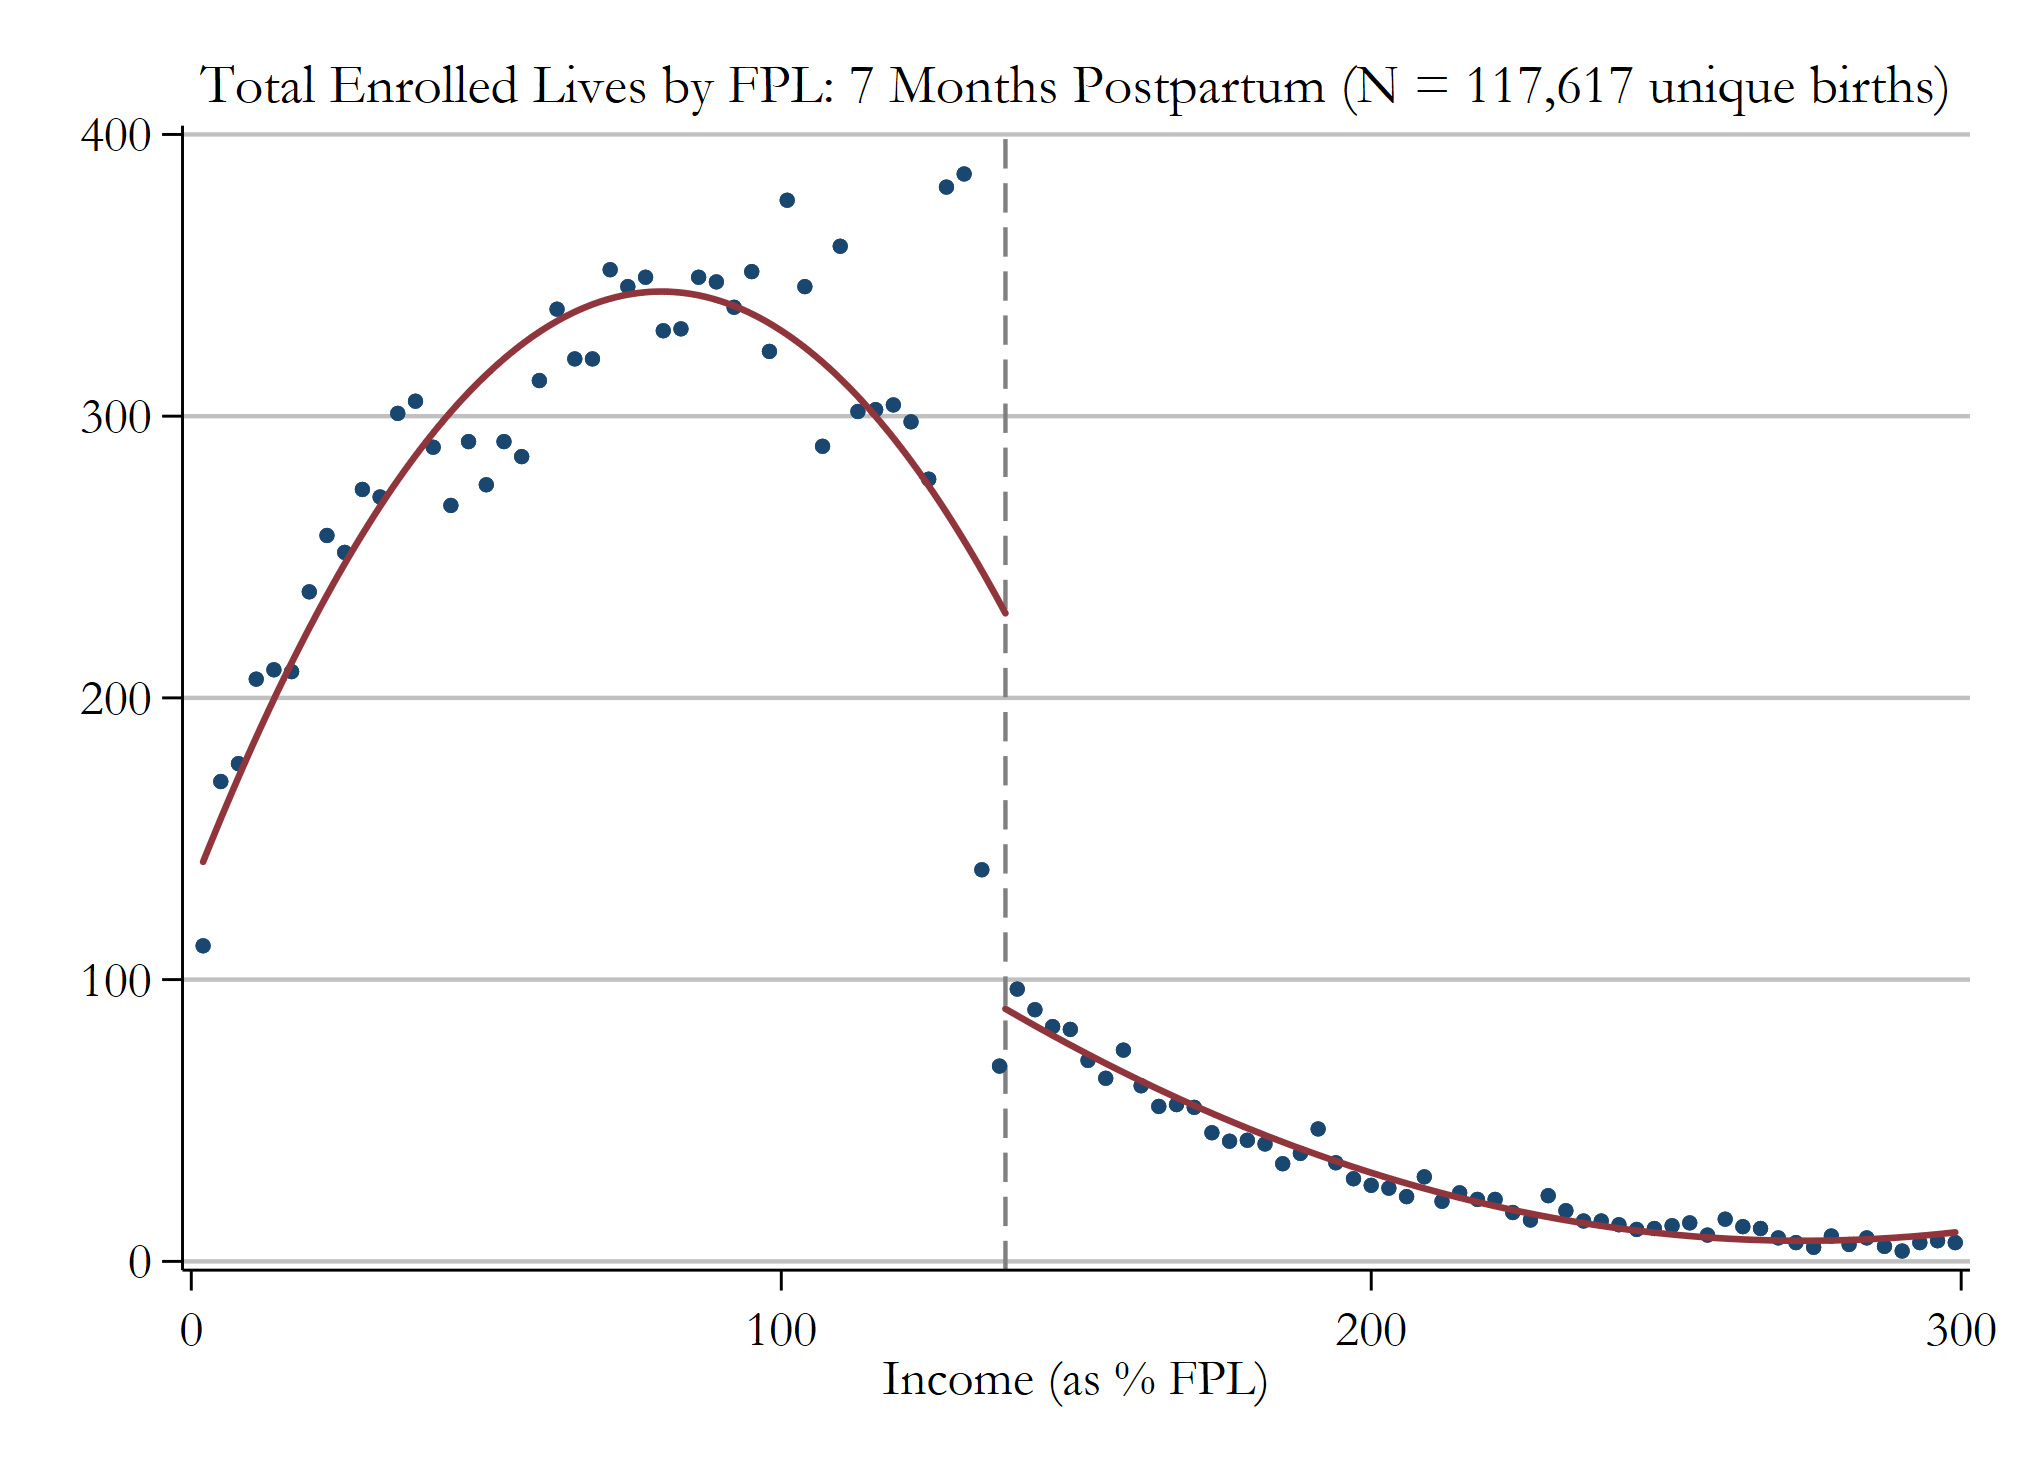 Total Enrolled Lives by FPL: 7 Months Postpartum (N = 117,617 unique births)
400
300
200
100
0
0 100 200 300
Income (as % FPL)